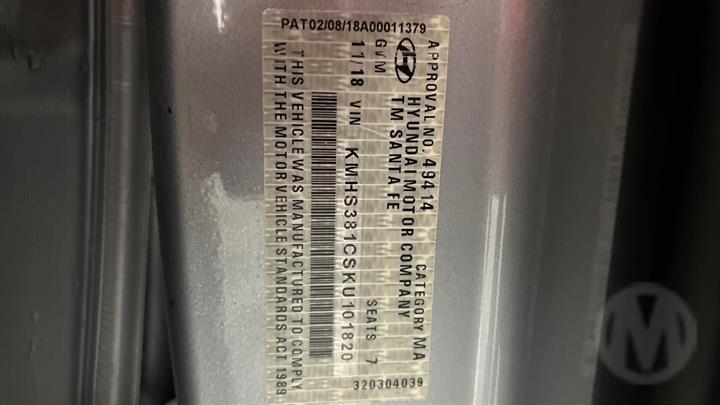 APPROVAL NO. 49414 CATEGORY MA
HYUNDAI MOTOR COMPANY
TM SANTA FE
GVM SEATS 7
11/18 VIN KMHS381CSKU101820
THIS VEHICLE WAS MANUFACTURED TO COMPLY
WITH THE MOTOR VEHICLE STANDARDS ACT 1989
PAT02/08/18A00011379
320304039
M